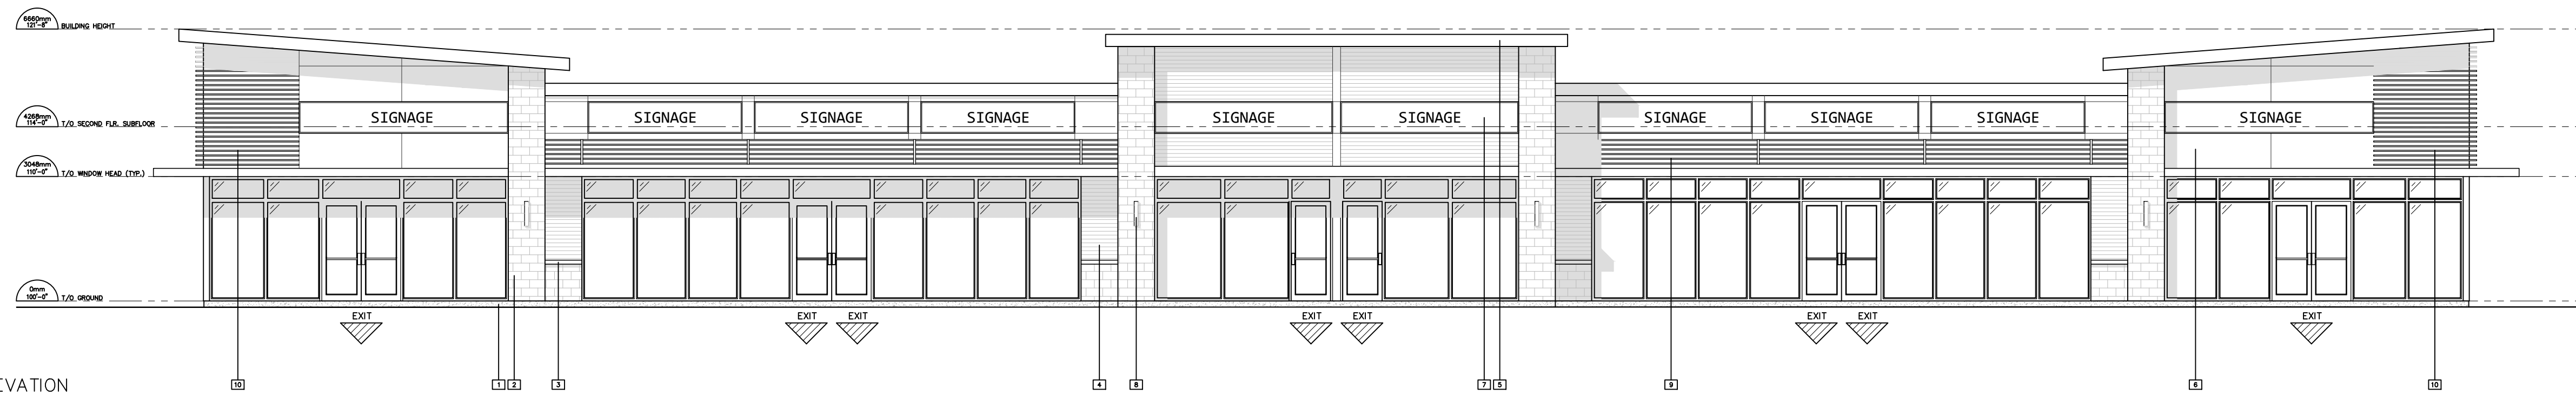 6660mm
121'-8" BUILDING HEIGHT
SIGNAGE SIGNAGE SIGNAGE SIGNAGE SIGNAGE SIGNAGE SIGNAGE SIGNAGE SIGNAGE SIGNAGE
4268mm
114'-0" T/O SECOND FLR. SUBFLOOR
3048mm
110'-0" T/O WINDOW HEAD (TYP.)
0mm
100'-0" T/O GROUND
EXIT EXIT EXIT EXIT EXIT EXIT EXIT EXIT
10 1 2 3 4 8 7 5 9 6 10
EVATION